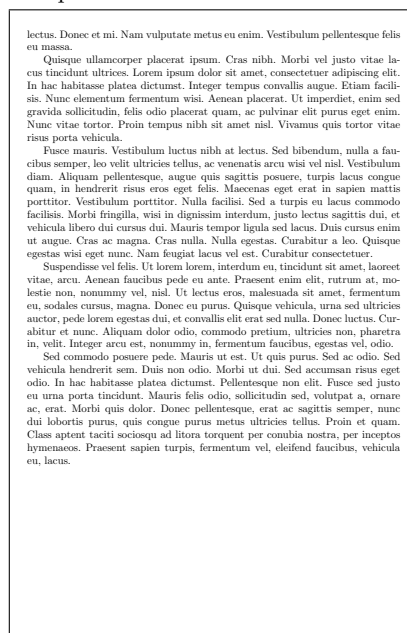 lectus. Donec et mi. Nam vulputate metus eu enim. Vestibulum pellentesque felis
eu massa.
Quisque ullamcorper placerat ipsum. Cras nibh. Morbi vel justo vitae la-
cus tincidunt ultrices. Lorem ipsum dolor sit amet, consectetuer adipiscing elit.
In hac habitasse platea dictumst. Integer tempus convallis augue. Etiam facili-
sis. Nunc elementum fermentum wisi. Aenean placerat. Ut imperdiet, enim sed
gravida sollicitudin, felis odio placerat quam, ac pulvinar elit purus eget enim.
Nunc vitae tortor. Proin tempus nibh sit amet nisl. Vivamus quis tortor vitae
risus porta vehicula.
Fusce mauris. Vestibulum luctus nibh at lectus. Sed bibendum, nulla a fau-
cibus semper, leo velit ultricies tellus, ac venenatis arcu wisi vel nisl. Vestibulum
diam. Aliquam pellentesque, augue quis sagittis posuere, turpis lacus congue
quam, in hendrerit risus eros eget felis. Maecenas eget erat in sapien mattis
porttitor. Vestibulum porttitor. Nulla facilisi. Sed a turpis eu lacus commodo
facilisis. Morbi fringilla, wisi in dignissim interdum, justo lectus sagittis dui, et
vehicula libero dui cursus dui. Mauris tempor ligula sed lacus. Duis cursus enim
ut augue. Cras ac magna. Cras nulla. Nulla egestas. Curabitur a leo. Quisque
egestas wisi eget nunc. Nam feugiat lacus vel est. Curabitur consectetuer.
Suspendisse vel felis. Ut lorem lorem, interdum eu, tincidunt sit amet, laoreet
vitae, arcu. Aenean faucibus pede eu ante. Praesent enim elit, rutrum at, mo-
lestie non, nonummy vel, nisl. Ut lectus eros, malesuada sit amet, fermentum
eu, sodales cursus, magna. Donec eu purus. Quisque vehicula, urna sed ultricies
auctor, pede lorem egestas dui, et convallis elit erat sed nulla. Donec luctus. Cur-
abitur et nunc. Aliquam dolor odio, commodo pretium, ultricies non, pharetra
in, velit. Integer arcu est, nonummy in, fermentum faucibus, egestas vel, odio.
Sed commodo posuere pede. Mauris ut est. Ut quis purus. Sed ac odio. Sed
vehicula hendrerit sem. Duis non odio. Morbi ut dui. Sed accumsan risus eget
odio. In hac habitasse platea dictumst. Pellentesque non elit. Fusce sed justo
eu urna porta tincidunt. Mauris felis odio, sollicitudin sed, volutpat a, ornare
ac, erat. Morbi quis dolor. Donec pellentesque, erat ac sagittis semper, nunc
dui lobortis purus, quis congue purus metus ultricies tellus. Proin et quam.
Class aptent taciti sociosqu ad litora torquent per conubia nostra, per inceptos
hymenaeos. Praesent sapien turpis, fermentum vel, eleifend faucibus, vehicula
eu, lacus.